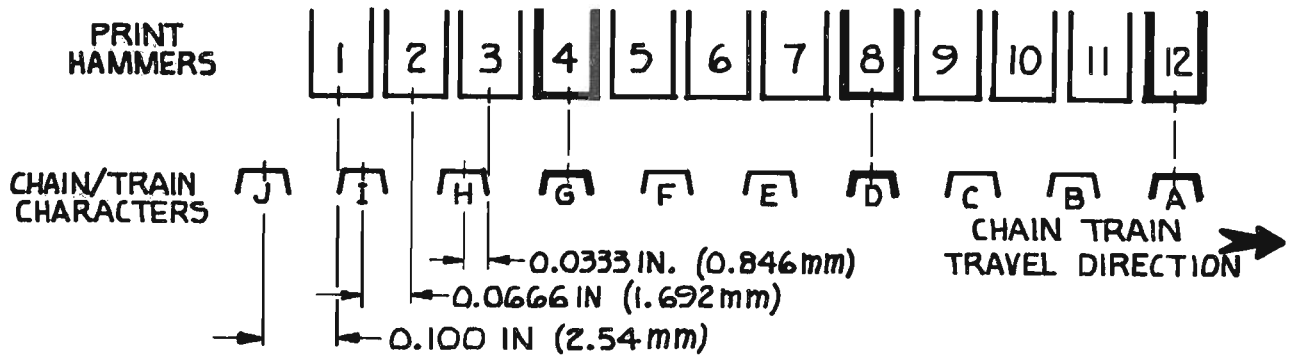 PRINT
HAMMERS
1 2 3 4 5 6 7 8 9 10 11 12
CHAIN/TRAIN
CHARACTERS
J I H G F E D C B A
CHAIN TRAIN
TRAVEL DIRECTION
0.0333 IN. (0.846mm)
0.0666 IN (1.692mm)
0.100 IN (2.54mm)